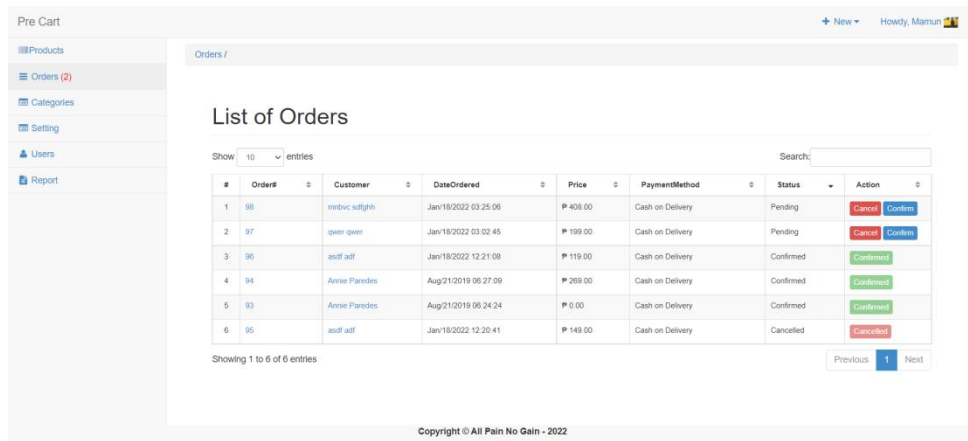 Pre Cart
+ New Howdy, Mamun
Products
Orders (2)
Categories
Setting
Users
Report
Orders /
List of Orders
Show 10 entries Search:
# Order# Customer DateOrdered Price PaymentMethod Status Action
1 98 mnbvc sdfghh Jan/18/2022 03:25:06 ₱ 408.00 Cash on Delivery Pending Cancel Confirm
2 97 qwer qwer Jan/18/2022 03:02:45 ₱ 199.00 Cash on Delivery Pending Cancel Confirm
3 96 asdf adf Jan/18/2022 12:21:08 ₱ 119.00 Cash on Delivery Confirmed Confirmed
4 94 Annie Paredes Aug/21/2019 06:27:09 ₱ 269.00 Cash on Delivery Confirmed Confirmed
5 93 Annie Paredes Aug/21/2019 06:24:24 ₱ 0.00 Cash on Delivery Confirmed Confirmed
6 95 asdf adf Jan/18/2022 12:20:41 ₱ 149.00 Cash on Delivery Cancelled Cancelled
Showing 1 to 6 of 6 entries Previous 1 Next
Copyright © All Pain No Gain - 2022